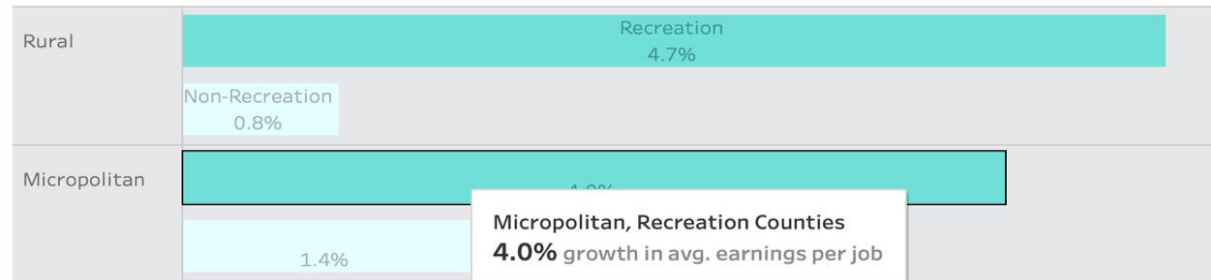 Rural
Recreation
4.7%
Non-Recreation
0.8%
Micropolitan
Micropolitan, Recreation Counties
4.0% growth in avg. earnings per job
1.4%